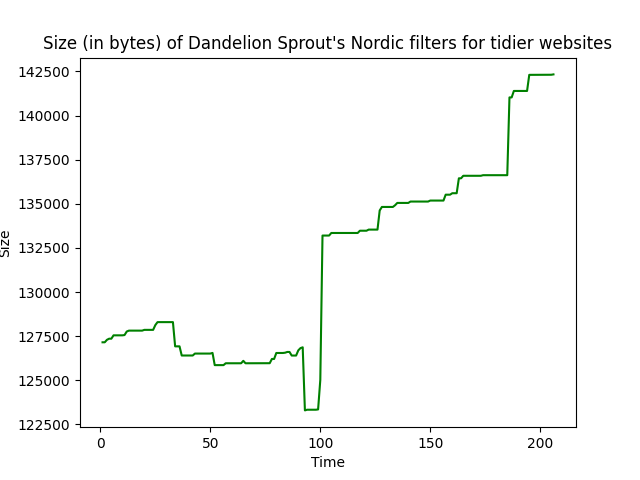 Size (in bytes) of Dandelion Sprout's Nordic filters for tidier websites
142500
140000
137500
135000
132500
130000
127500
125000
122500
Size
0 50 100 150 200
Time